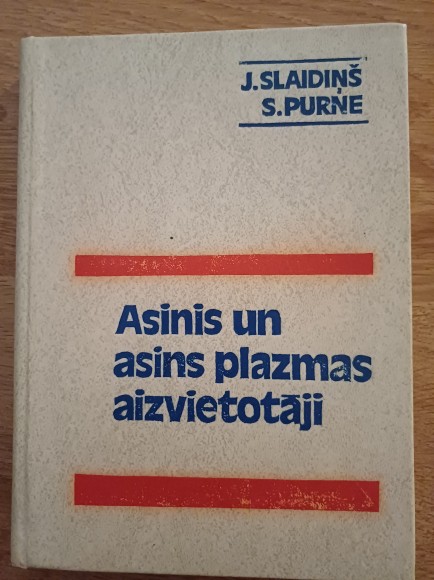 J.SLAIDIŅŠ
S.PURŅE
Asinis un
asins plazmas
aizvietotāji